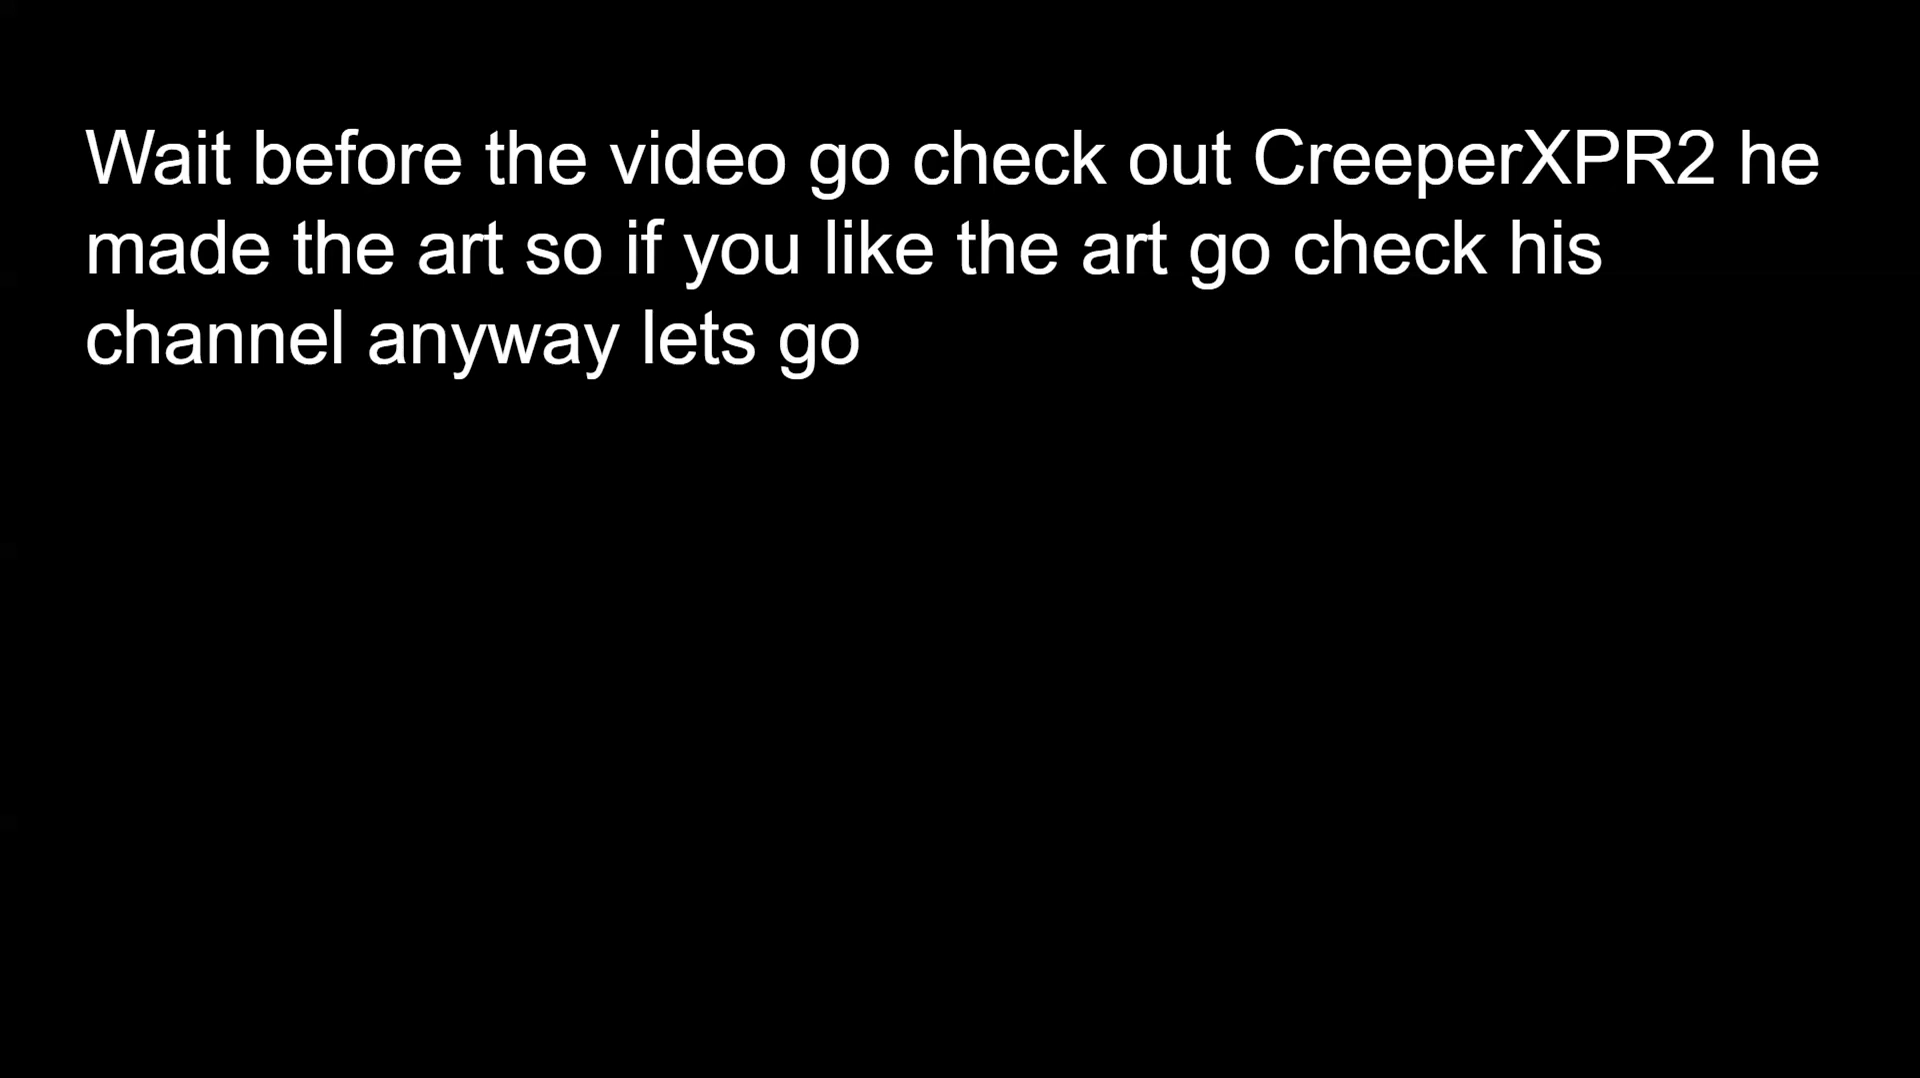 Wait before the video go check out CreeperXPR2 he
made the art so if you like the art go check his
channel anyway lets go